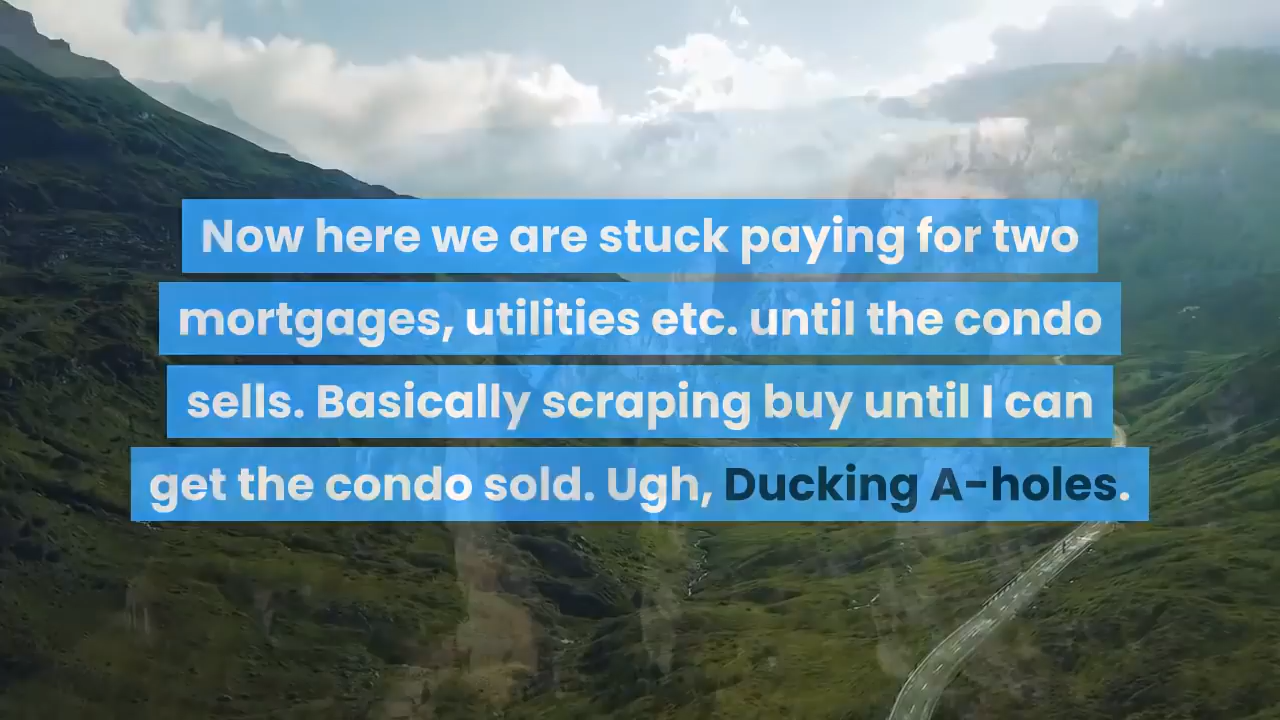 Now here we are stuck paying for two
mortgages, utilities etc. until the condo
sells. Basically scraping buy until I can
get the condo sold. Ugh, Ducking A-holes.